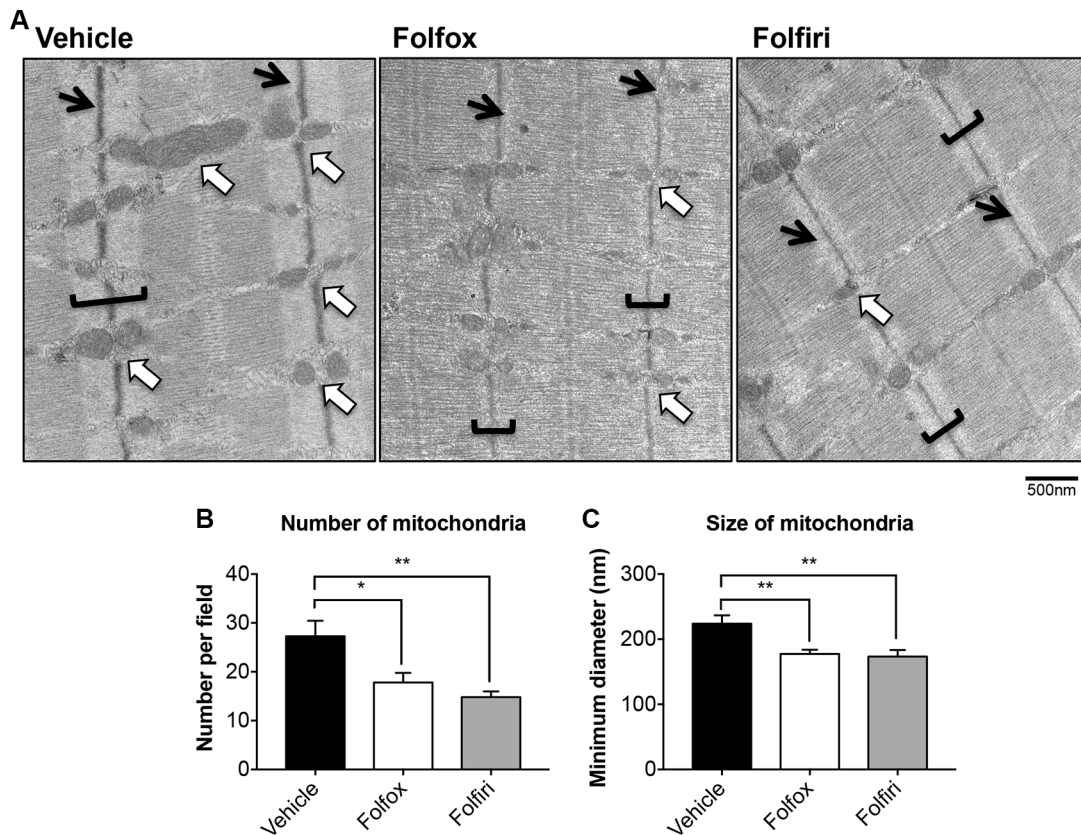 A
Vehicle
Folfox
Folfiri
500nm
B
Number of mitochondria
Number per field
40
30
20
10
0
**
*
Vehicle
Folfox
Folfiri
C
Size of mitochondria
Minimum diameter (nm)
300
200
100
0
**
**
Vehicle
Folfox
Folfiri